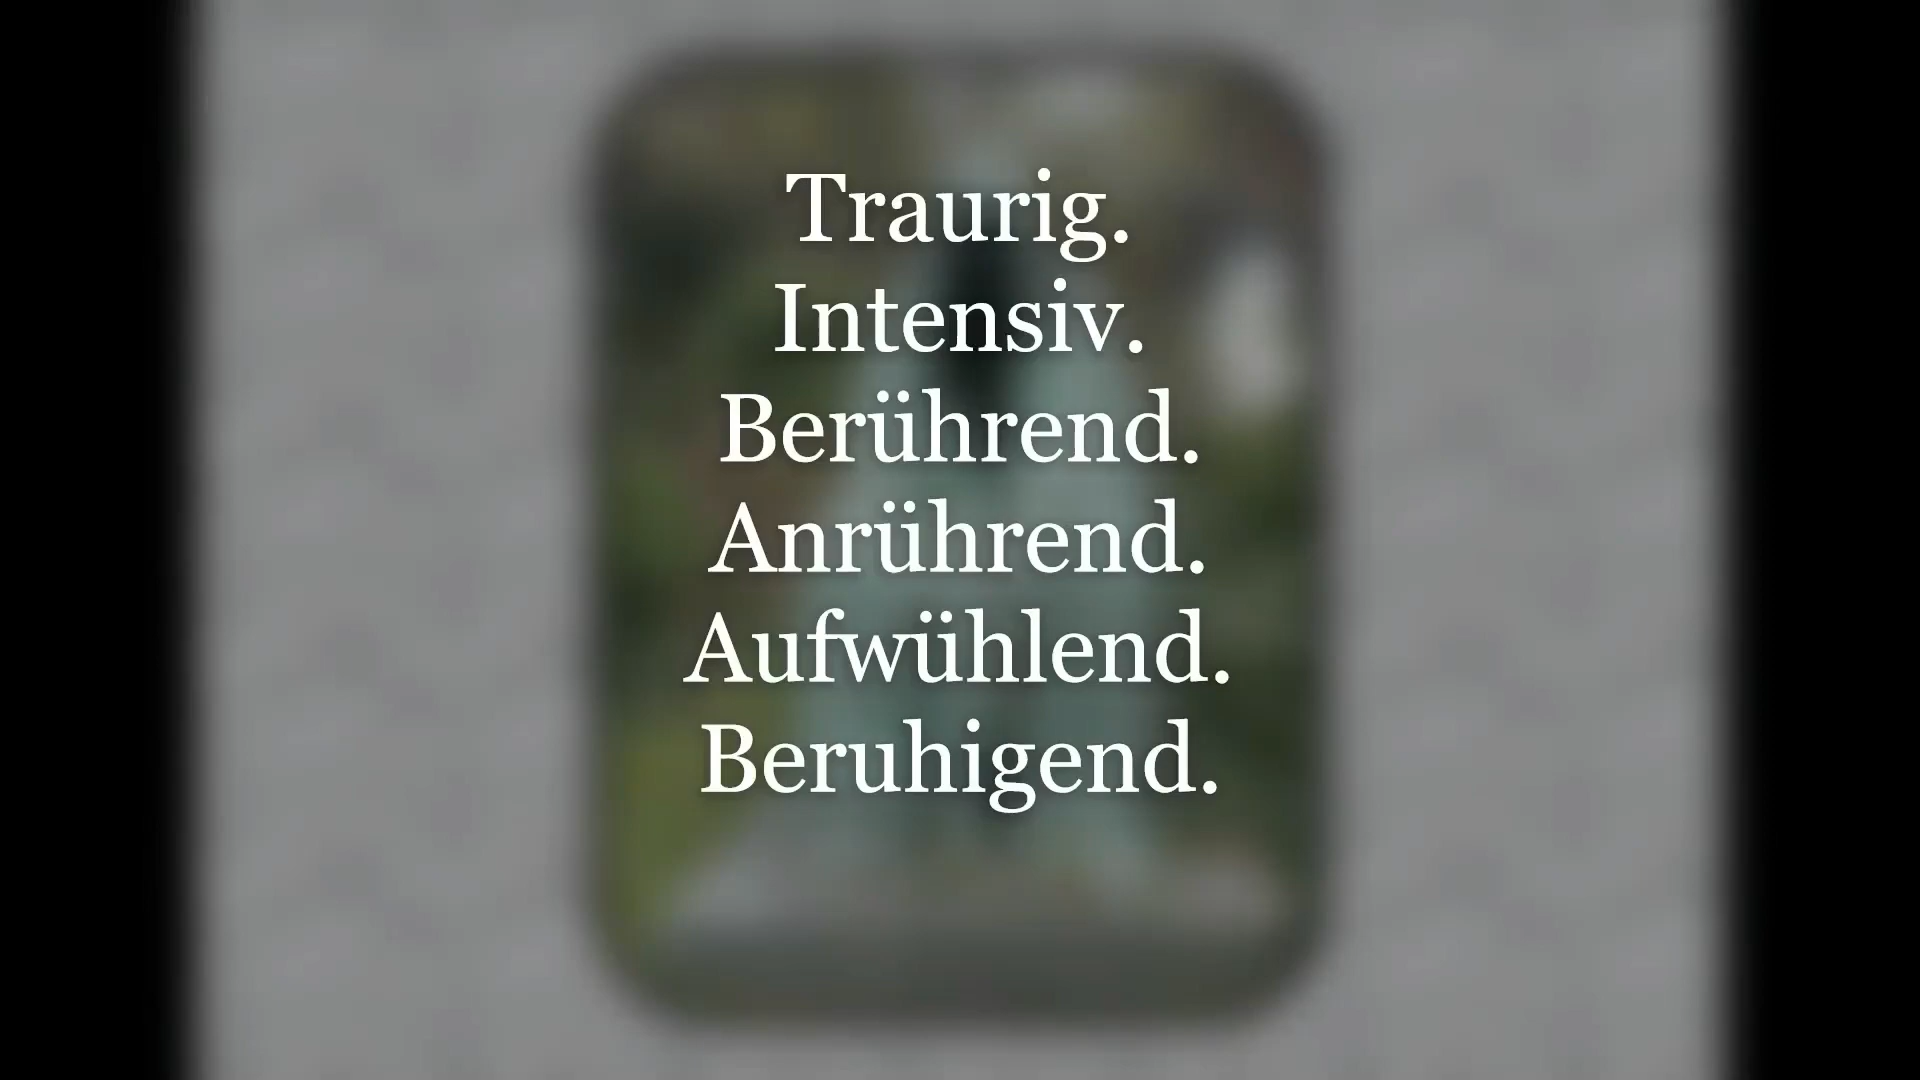 Traurig.
Intensiv.
Berührend.
Anrührend.
Aufwühlend.
Beruhigend.